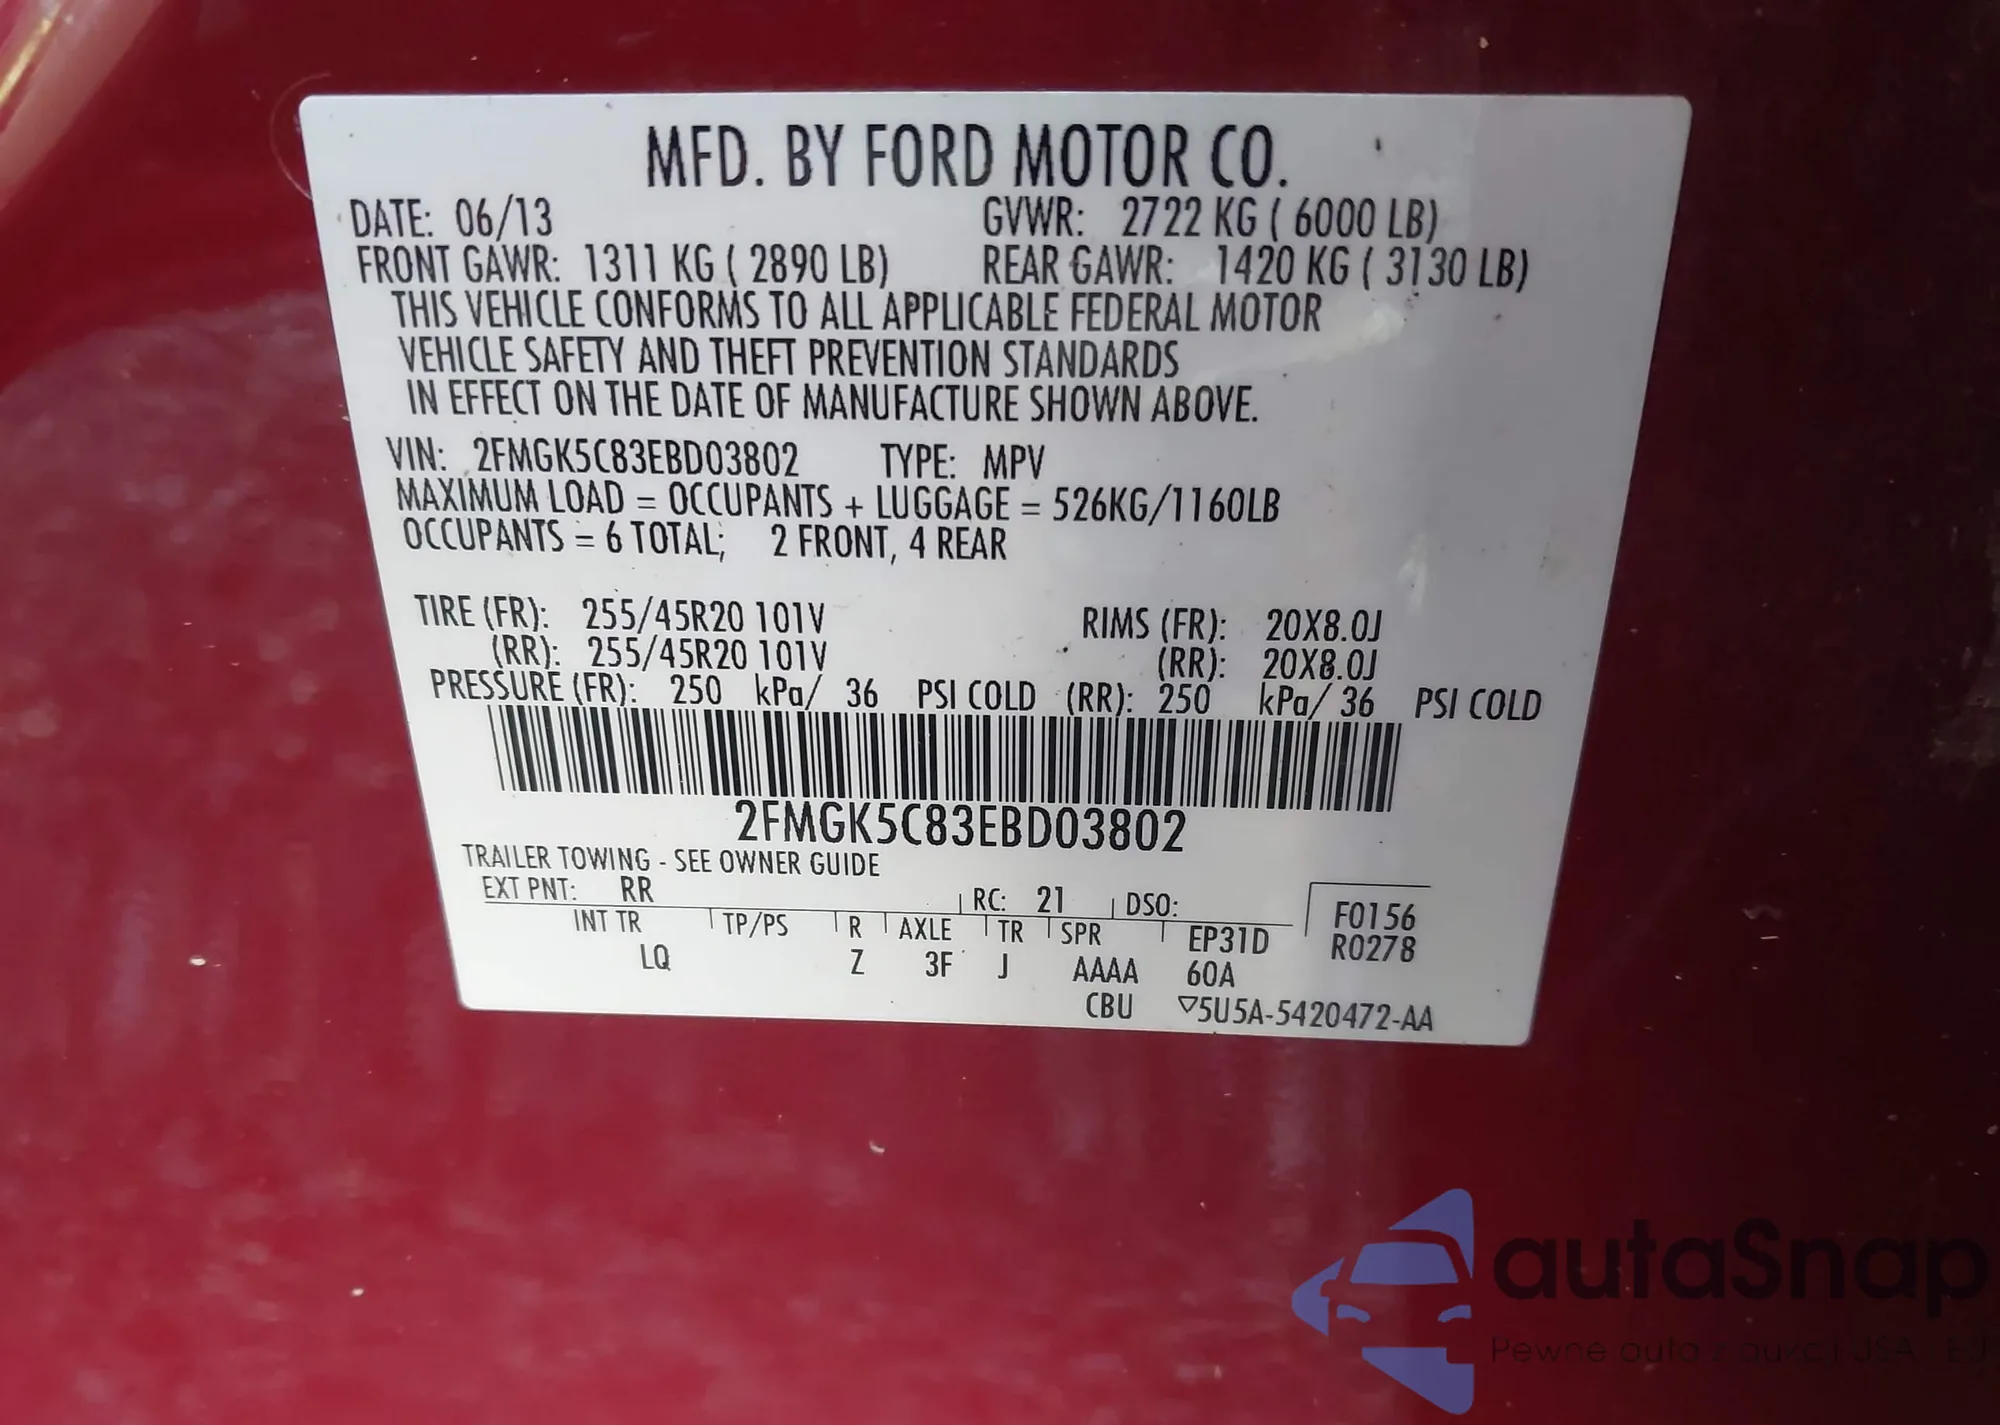 MFD. BY FORD MOTOR CO.
DATE: 06/13 GVWR: 2722 KG ( 6000 LB)
FRONT GAWR: 1311 KG ( 2890 LB) REAR GAWR: 1420 KG ( 3130 LB)
THIS VEHICLE CONFORMS TO ALL APPLICABLE FEDERAL MOTOR
VEHICLE SAFETY AND THEFT PREVENTION STANDARDS
IN EFFECT ON THE DATE OF MANUFACTURE SHOWN ABOVE.
VIN: 2FMGK5C83EBD03802 TYPE: MPV
MAXIMUM LOAD = OCCUPANTS + LUGGAGE = 526KG/1160LB
OCCUPANTS = 6 TOTAL; 2 FRONT, 4 REAR
TIRE (FR): 255/45R20 101V RIMS (FR): 20X8.0J
(RR): 255/45R20 101V (RR): 20X8.0J
PRESSURE (FR): 250 kPa/ 36 PSI COLD (RR): 250 kPa/ 36 PSI COLD
2FMGK5C83EBD03802
TRAILER TOWING - SEE OWNER GUIDE
EXT PNT: RR RC: 21 DSO: F0156
INT TR TP/PS R AXLE TR SPR EP31D R0278
LQ Z 3F J AAAA 60A
CBU ▽5U5A-5420472-AA
autaSnap
Pewne auta z aukcji USA